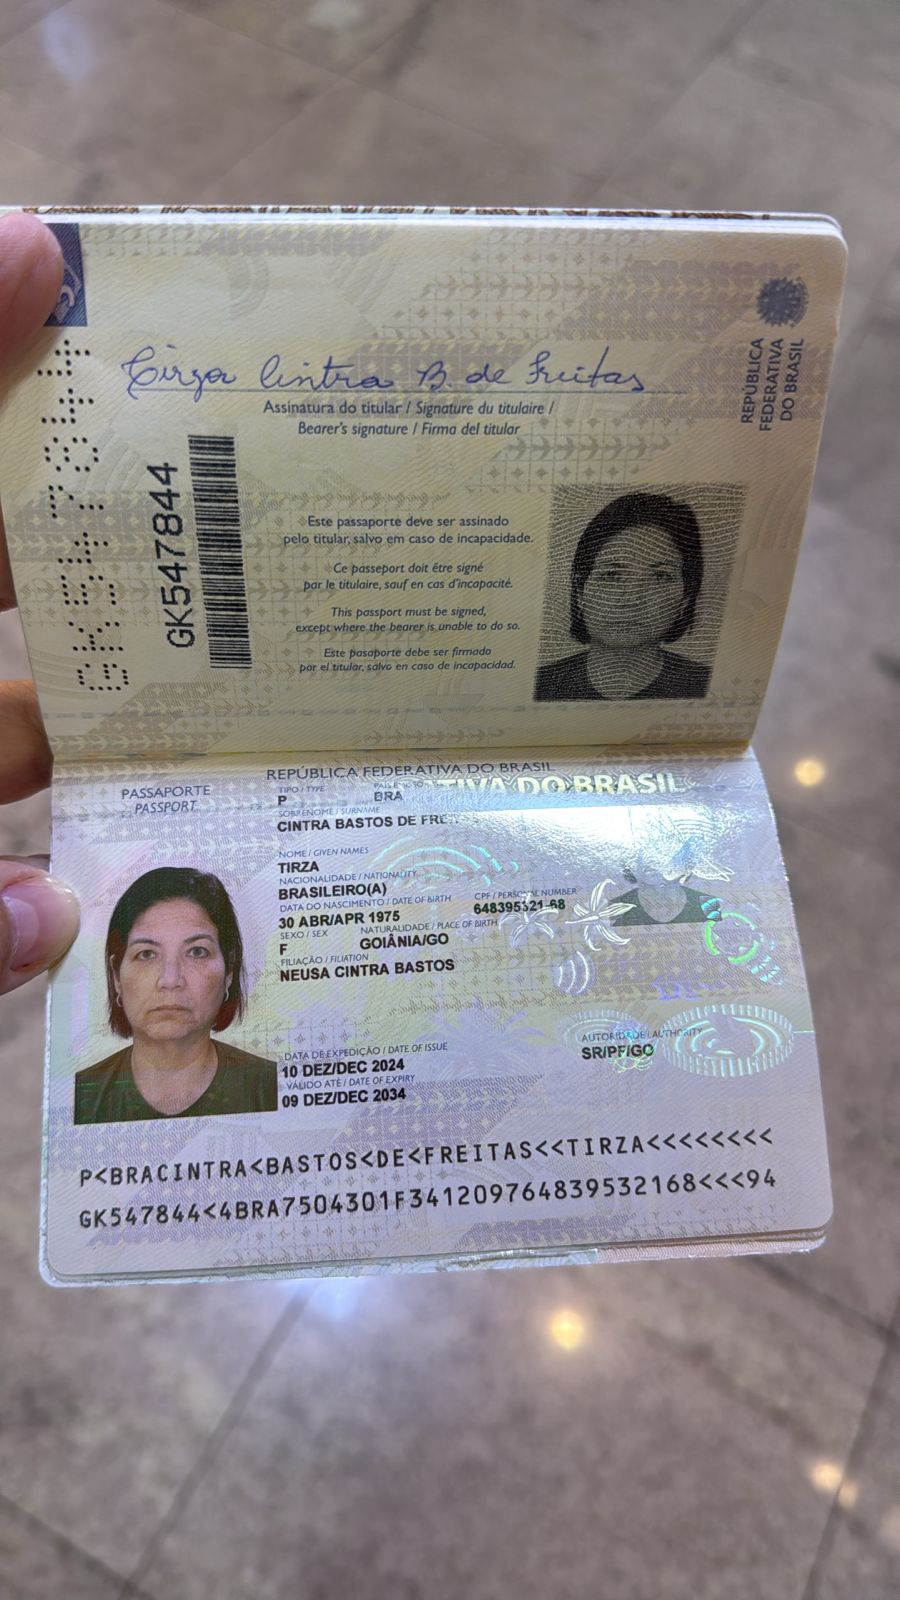 GK547844
GK547844
REPÚBLICA
FEDERATIVA
DO BRASIL
Tirza Cintra B. de Freitas
Assinatura do titular / Signature du titulaire /
Bearer's signature / Firma del titular
Este passaporte deve ser assinado
pelo titular, salvo em caso de incapacidade.
Ce passeport doit être signé
par le titulaire, sauf en cas d'incapacité.
This passport must be signed,
except where the bearer is unable to do so.
Este pasaporte debe ser firmado
por el titular, salvo en caso de incapacidad.
REPÚBLICA FEDERATIVA DO BRASIL
PASSAPORTE
PASSPORT
TIPO / TYPE
P
BRA
TIVA DO BRASIL
SOBRENOME / SURNAME
CINTRA BASTOS DE
NOME / GIVEN NAMES
TIRZA
NACIONALIDADE / NATIONALITY
BRASILEIRO(A)
DATA DO NASCIMENTO / DATE OF BIRTH
CPF / PERSONAL NUMBER
30 ABR/APR 1975
648395321-68
SEXO / SEX
NATURALIDADE / PLACE OF BIRTH
F
GOIÂNIA/GO
FILIAÇÃO / FILIATION
NEUSA CINTRA BASTOS
DATA DE EXPEDIÇÃO / DATE OF ISSUE
10 DEZ/DEC 2024
AUTORIDADE / AUTHORITY
SR/PF/GO
VÁLIDO ATÉ / DATE OF EXPIRY
09 DEZ/DEC 2034
P<BRACINTRA<BASTOS<DE<FREITAS<<TIRZA<<<<<<<<
GK547844<4BRA7504301F341209764839532168<<<94